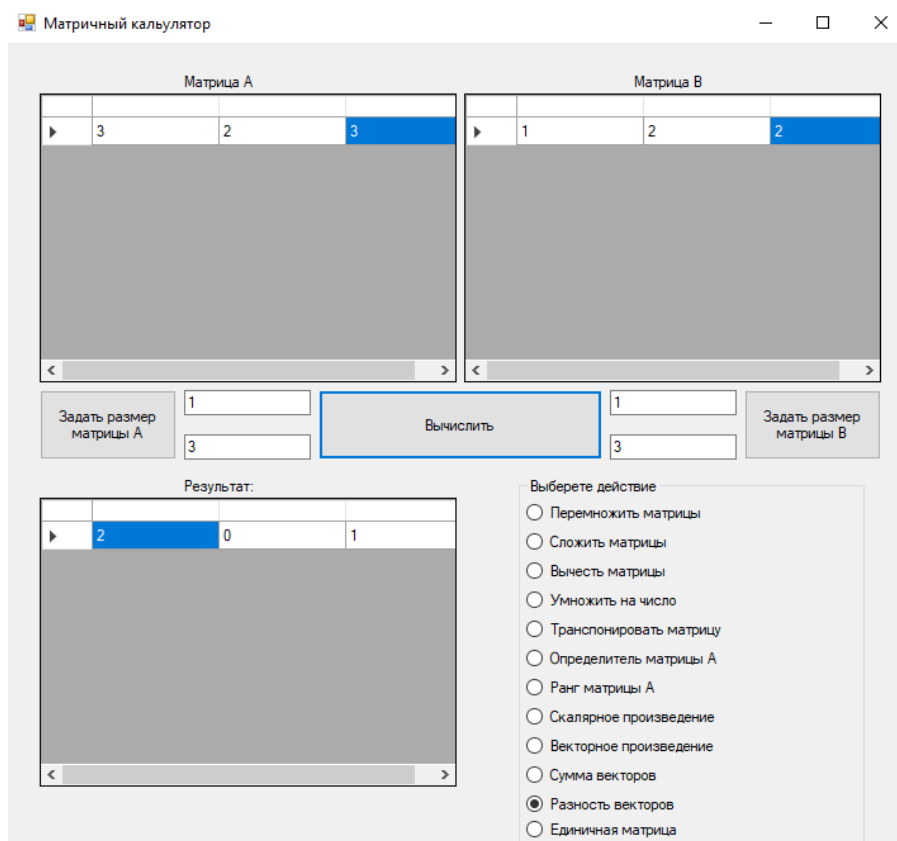 Матричный кальулятор
Матрица A
Матрица B
3 2 3
1 2 2
Задать размер
матрицы A
1
3
Вычислить
1
3
Задать размер
матрицы B
Результат:
2 0 1
Выберете действие
Перемножить матрицы
Сложить матрицы
Вычесть матрицы
Умножить на число
Транспонировать матрицу
Определитель матрицы A
Ранг матрицы A
Скалярное произведение
Векторное произведение
Сумма векторов
Разность векторов
Единичная матрица